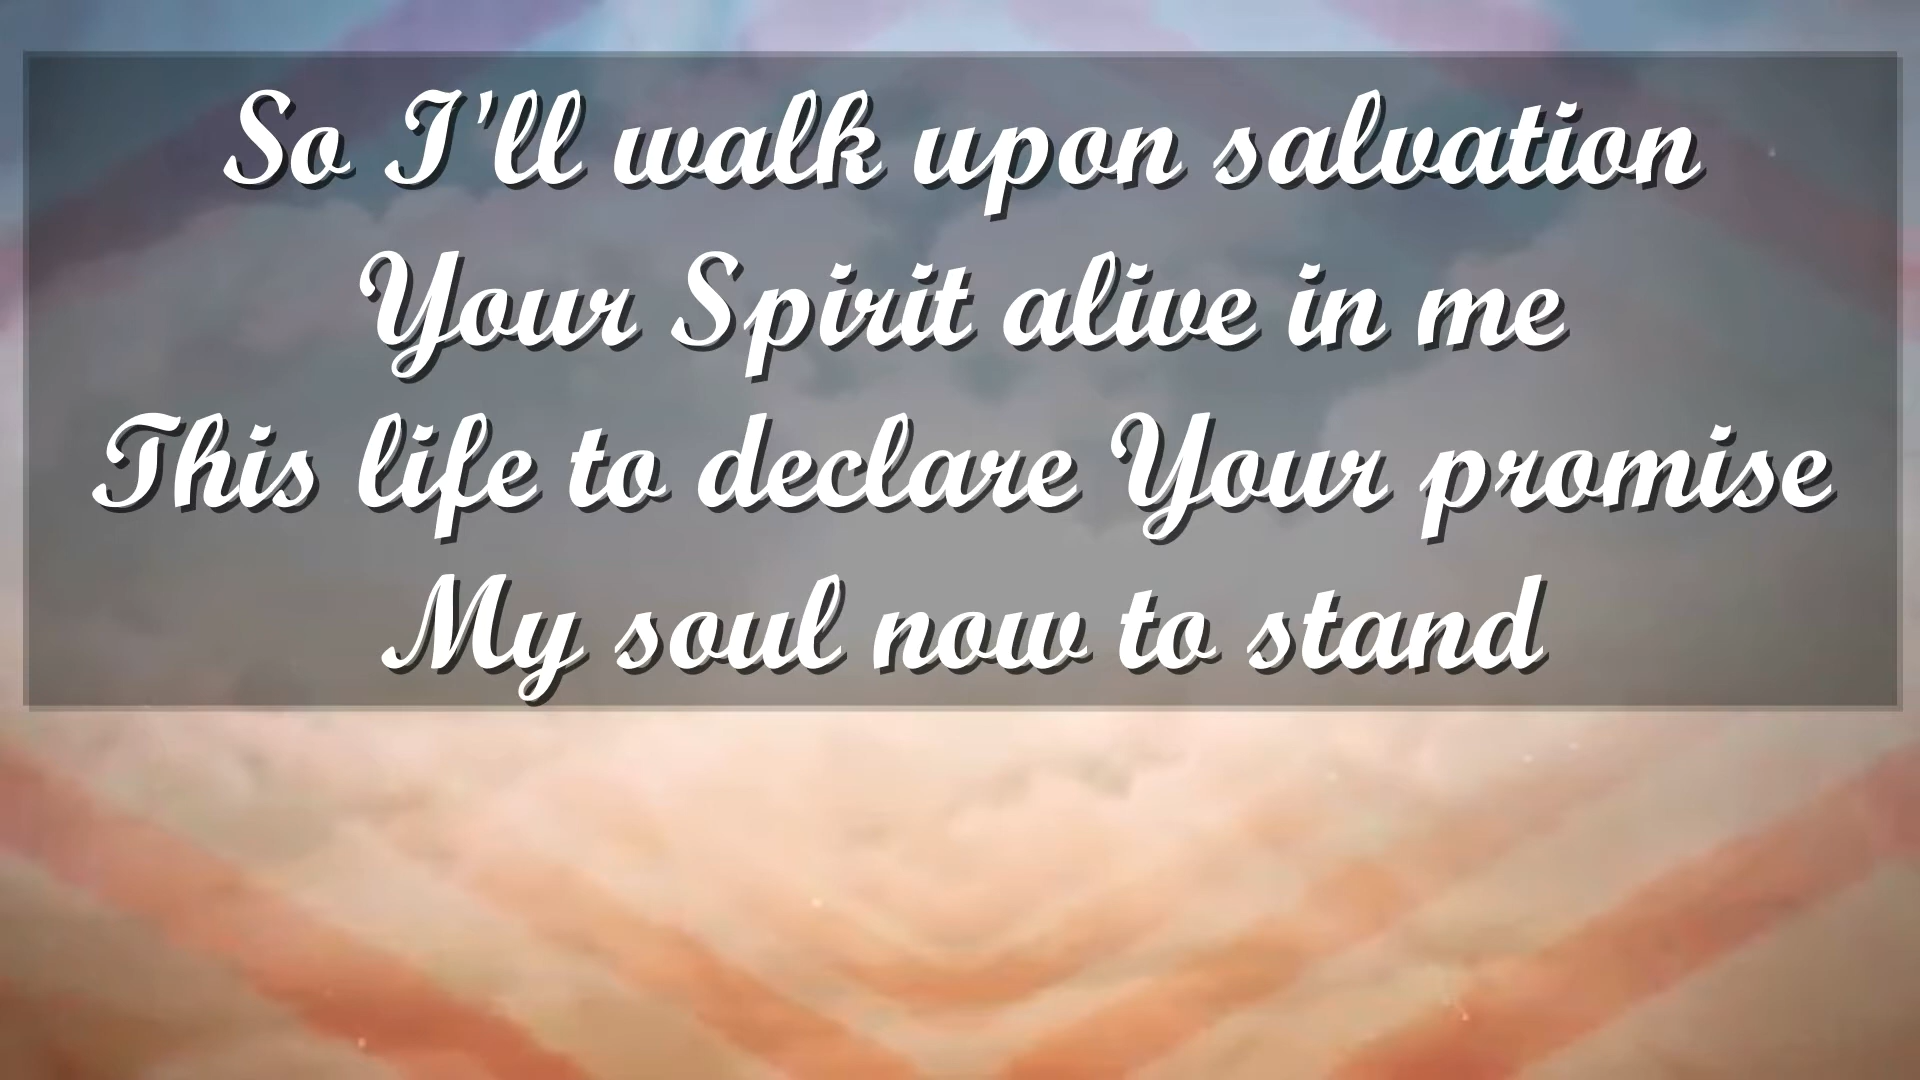 So I'll walk upon salvation
Your Spirit alive in me
This life to declare Your promise
My soul now to stand